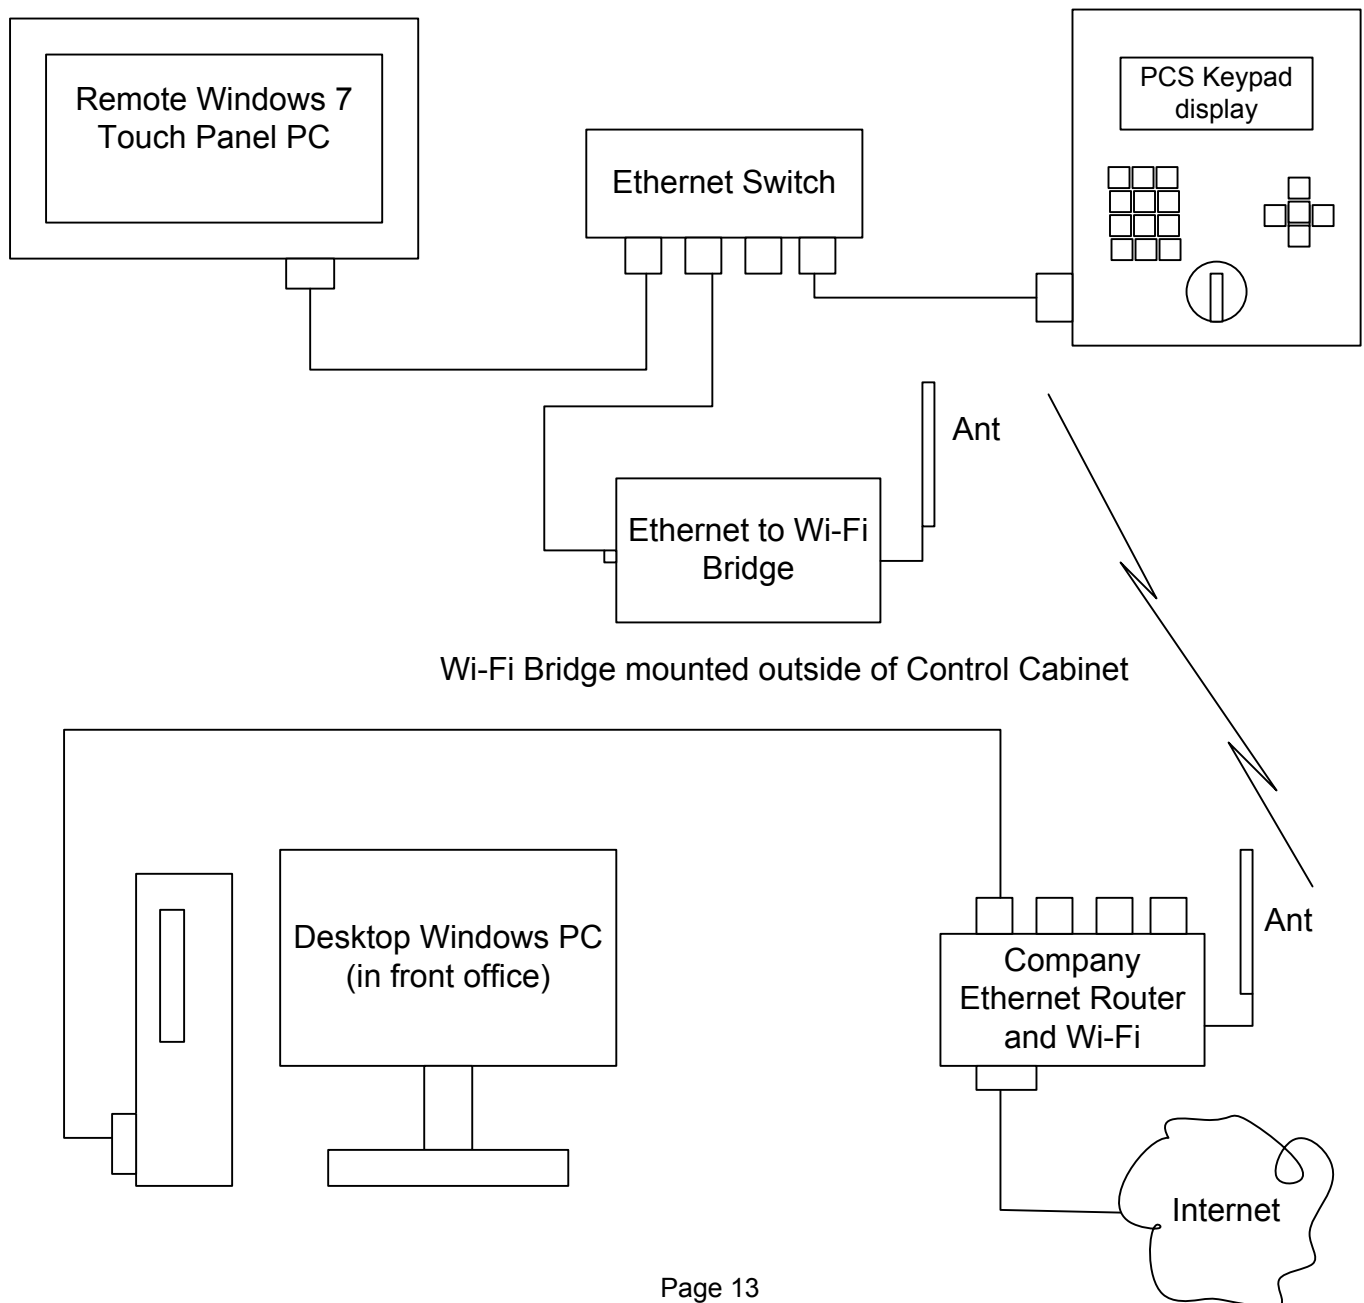 Remote Windows 7
Touch Panel PC
Ethernet Switch
PCS Keypad
display
Ant
Ethernet to Wi-Fi
Bridge
Wi-Fi Bridge mounted outside of Control Cabinet
Desktop Windows PC
(in front office)
Ant
Company
Ethernet Router
and Wi-Fi
Internet
Page 13